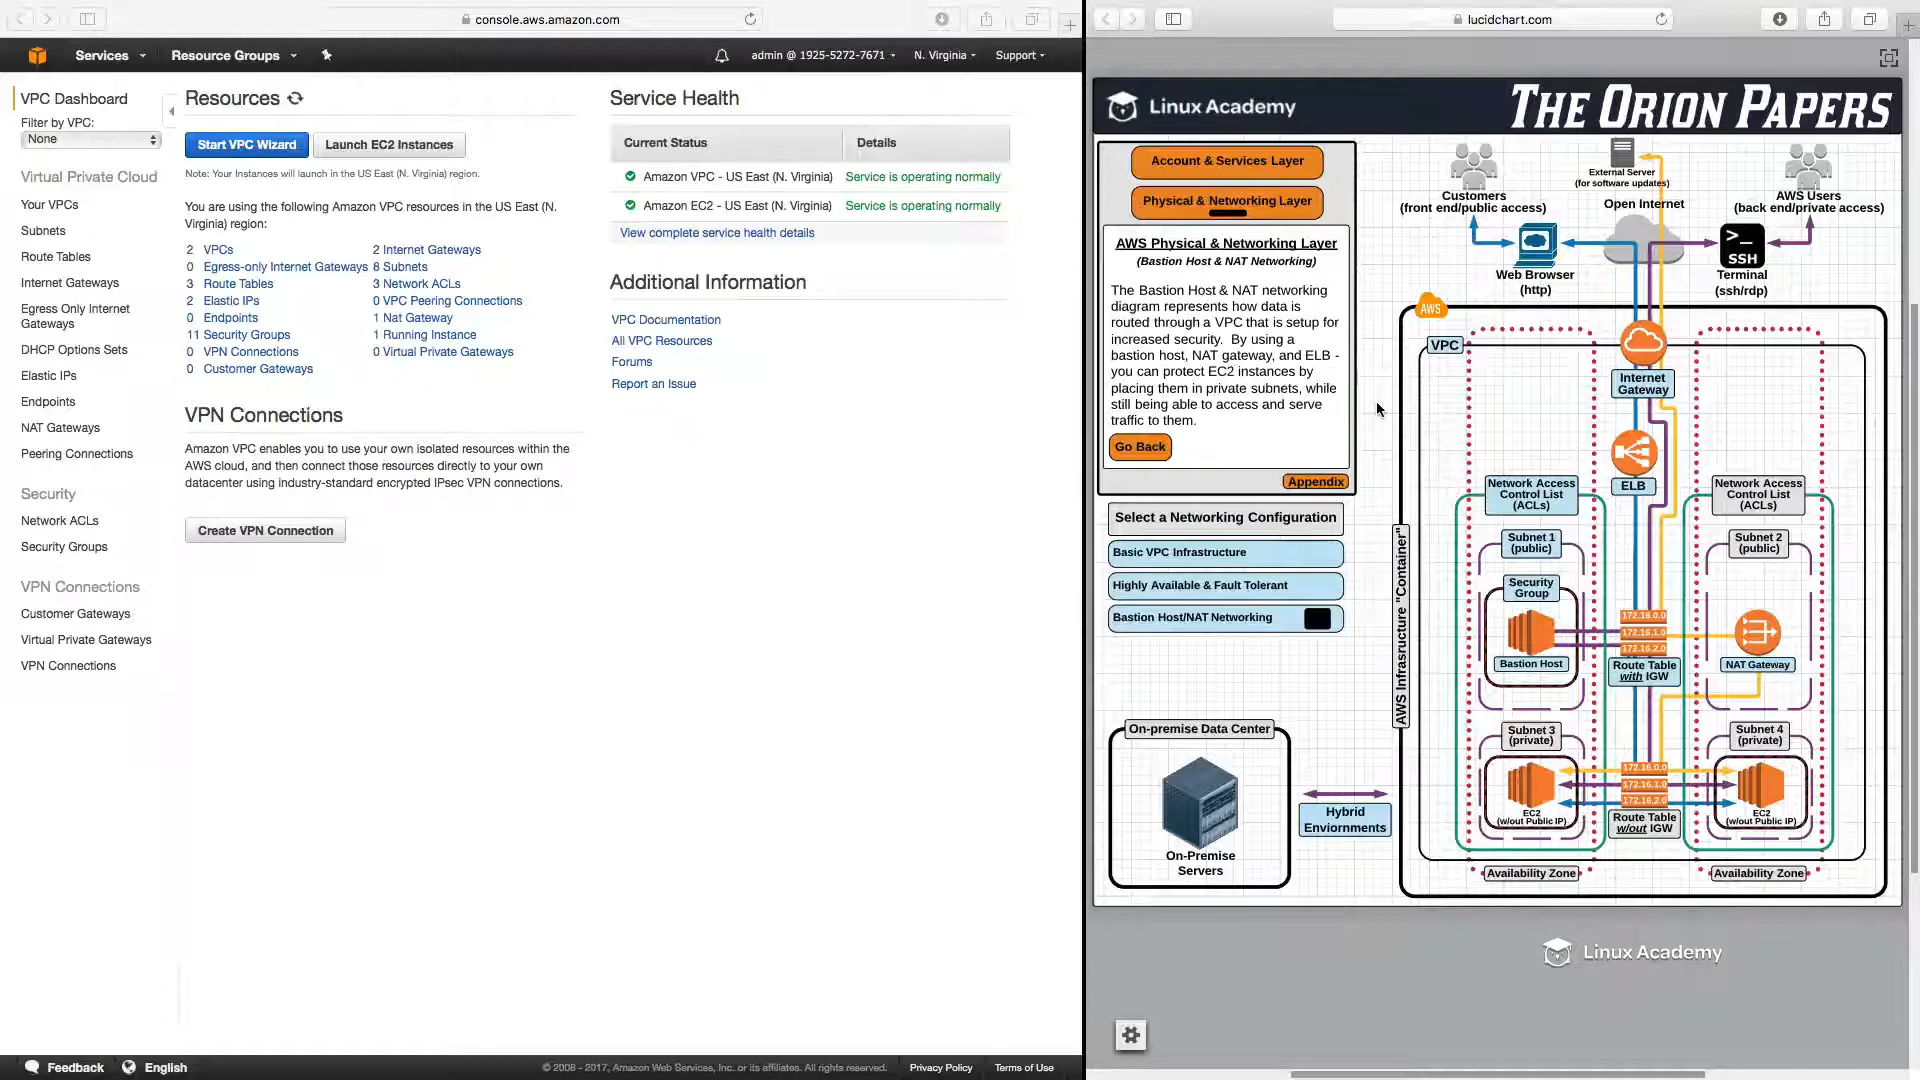 console.aws.amazon.com
lucidchart.com
Services
Resource Groups
admin @ 1925-5272-7671
N. Virginia
Support
VPC Dashboard
Filter by VPC:
None
Virtual Private Cloud
Your VPCs
Subnets
Route Tables
Internet Gateways
Egress Only Internet
Gateways
DHCP Options Sets
Elastic IPs
Endpoints
NAT Gateways
Peering Connections
Security
Network ACLs
Security Groups
VPN Connections
Customer Gateways
Virtual Private Gateways
VPN Connections
Resources
Start VPC Wizard
Launch EC2 Instances
Note: Your Instances will launch in the US East (N. Virginia) region.
You are using the following Amazon VPC resources in the US East (N.
Virginia) region:
2 VPCs
2 Internet Gateways
0 Egress-only Internet Gateways
8 Subnets
3 Route Tables
3 Network ACLs
2 Elastic IPs
0 VPC Peering Connections
0 Endpoints
1 Nat Gateway
11 Security Groups
1 Running Instance
0 VPN Connections
0 Virtual Private Gateways
0 Customer Gateways
VPN Connections
Amazon VPC enables you to use your own isolated resources within the
AWS cloud, and then connect those resources directly to your own
datacenter using industry-standard encrypted IPsec VPN connections.
Create VPN Connection
Service Health
Current Status
Details
Amazon VPC - US East (N. Virginia)
Service is operating normally
Amazon EC2 - US East (N. Virginia)
Service is operating normally
View complete service health details
Additional Information
VPC Documentation
All VPC Resources
Forums
Report an Issue
Feedback
English
© 2008 - 2017, Amazon Web Services, Inc. or its affiliates. All rights reserved.
Privacy Policy
Terms of Use
Linux Academy
The Orion Papers
Account & Services Layer
Physical & Networking Layer
AWS Physical & Networking Layer
(Bastion Host & NAT Networking)
The Bastion Host & NAT networking
diagram represents how data is
routed through a VPC that is setup for
increased security. By using a
bastion host, NAT gateway, and ELB -
you can protect EC2 instances by
placing them in private subnets, while
still being able to access and serve
traffic to them.
Go Back
Appendix
Select a Networking Configuration
Basic VPC Infrastructure
Highly Available & Fault Tolerant
Bastion Host/NAT Networking
On-premise Data Center
On-Premise
Servers
Hybrid
Enviornments
Customers
(front end/public access)
External Server
(for software updates)
Open Internet
AWS Users
(back end/private access)
Web Browser
(http)
>_
SSH
Terminal
(ssh/rdp)
AWS
VPC
Internet
Gateway
ELB
AWS Infrasructure "Container"
Network Access
Control List
(ACLs)
Network Access
Control List
(ACLs)
Subnet 1
(public)
Subnet 2
(public)
Security
Group
Bastion Host
172.16.0.0
172.16.1.0
172.16.2.0
Route Table
with IGW
NAT Gateway
Subnet 3
(private)
Subnet 4
(private)
EC2
(w/out Public IP)
172.16.0.0
172.16.1.0
172.16.2.0
Route Table
w/out IGW
EC2
(w/out Public IP)
Availability Zone
Availability Zone
Linux Academy